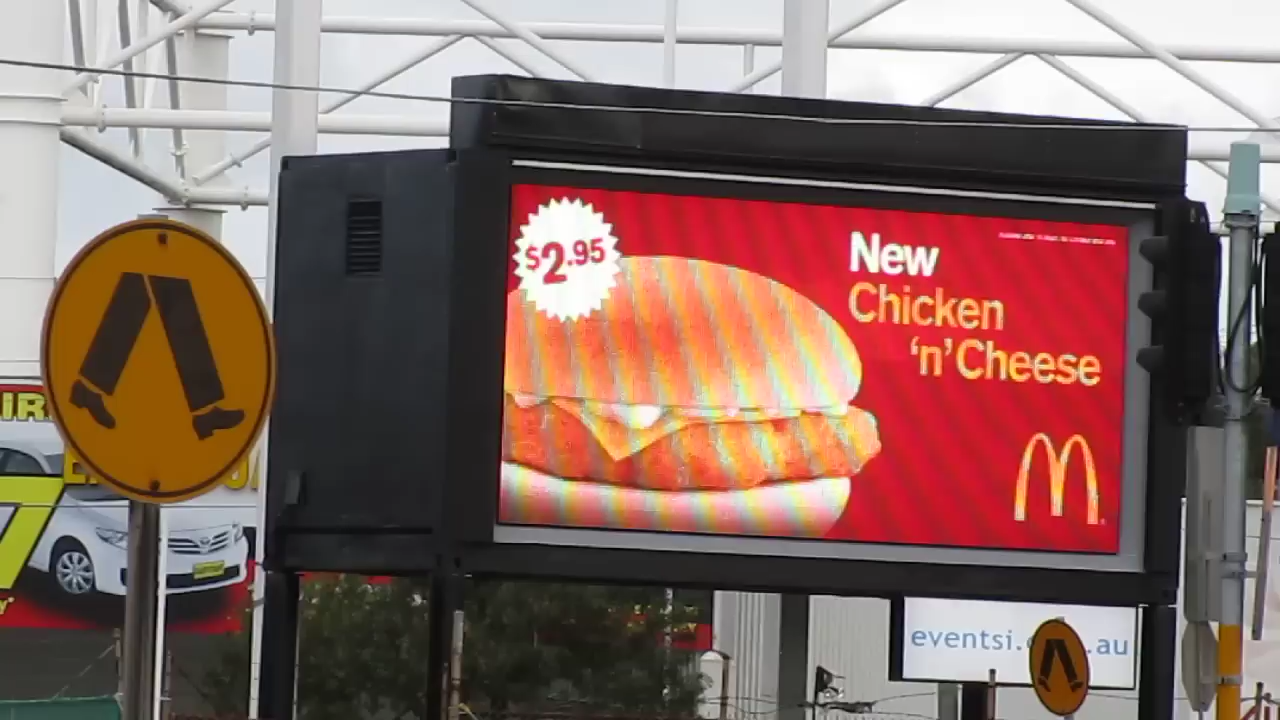 $2.95
New
Chicken
‘n’ Cheese
eventsi.
.au